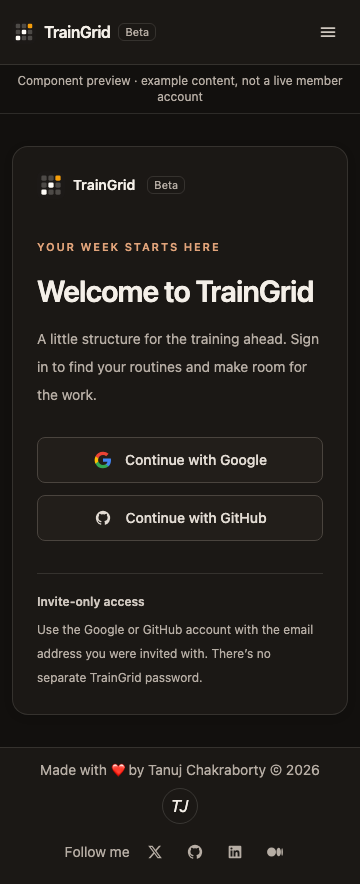 TrainGrid Beta
Component preview · example content, not a live member
account
TrainGrid Beta
YOUR WEEK STARTS HERE
Welcome to TrainGrid
A little structure for the training ahead. Sign
in to find your routines and make room for
the work.
Continue with Google
Continue with GitHub
Invite-only access
Use the Google or GitHub account with the email
address you were invited with. There’s no
separate TrainGrid password.
Made with ❤️ by Tanuj Chakraborty © 2026
TJ
Follow me